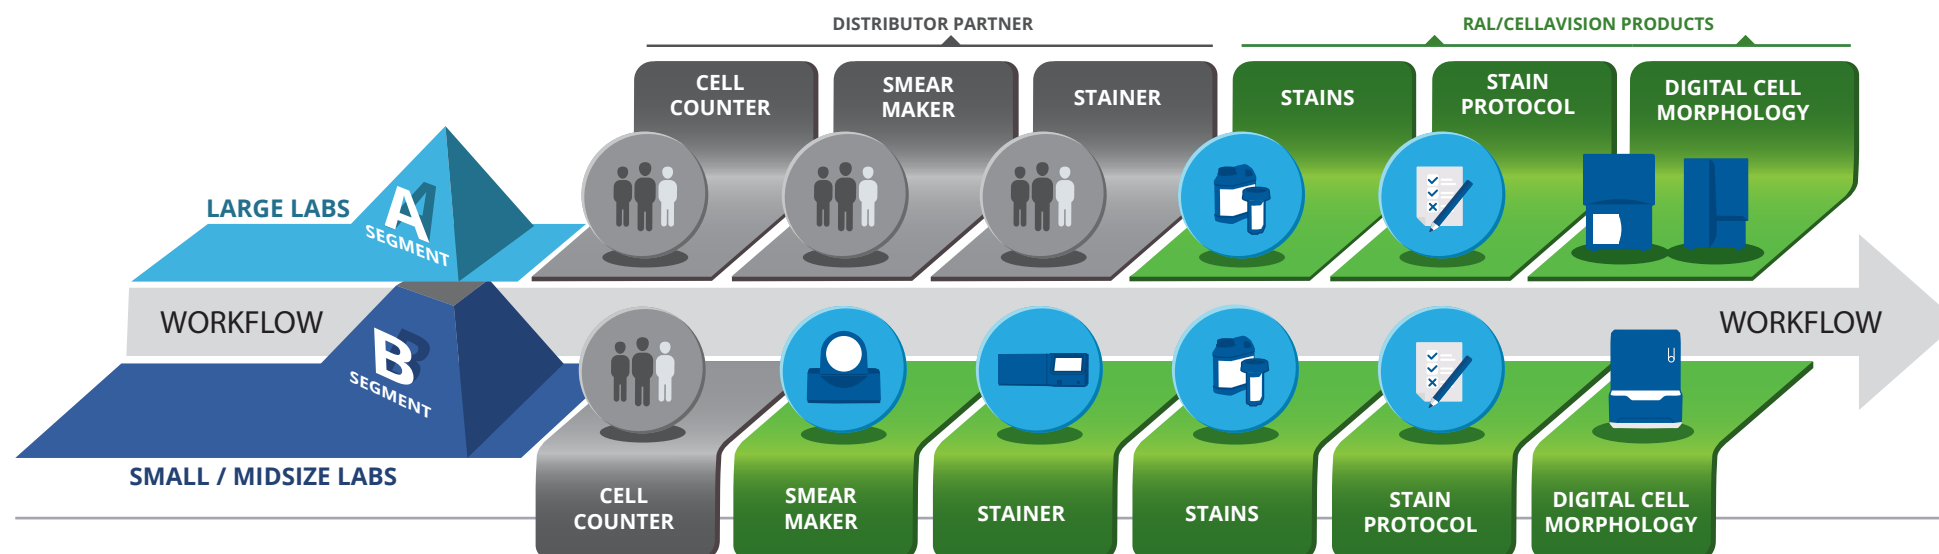 DISTRIBUTOR PARTNER
RAL/CELLAVISION PRODUCTS
CELL
COUNTER
SMEAR
MAKER
STAINER
STAINS
STAIN
PROTOCOL
DIGITAL CELL
MORPHOLOGY
LARGE LABS
A
SEGMENT
WORKFLOW
WORKFLOW
B
SEGMENT
SMALL / MIDSIZE LABS
CELL
COUNTER
SMEAR
MAKER
STAINER
STAINS
STAIN
PROTOCOL
DIGITAL CELL
MORPHOLOGY